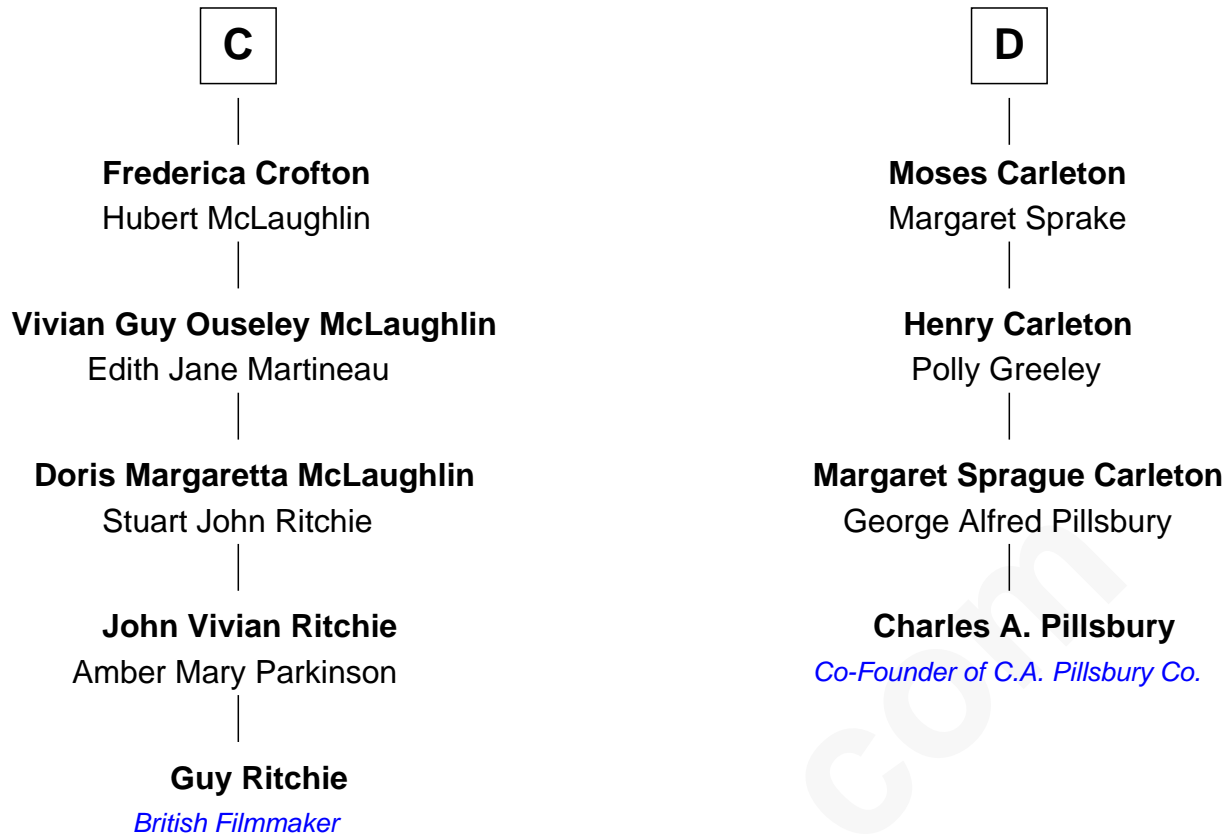 C
Frederica Crofton
Hubert McLaughlin
Vivian Guy Ouseley McLaughlin
Edith Jane Martineau
Doris Margaretta McLaughlin
Stuart John Ritchie
John Vivian Ritchie
Amber Mary Parkinson
Guy Ritchie
British Filmmaker
D
Moses Carleton
Margaret Sprake
Henry Carleton
Polly Greeley
Margaret Sprague Carleton
George Alfred Pillsbury
Charles A. Pillsbury
Co-Founder of C.A. Pillsbury Co.
com